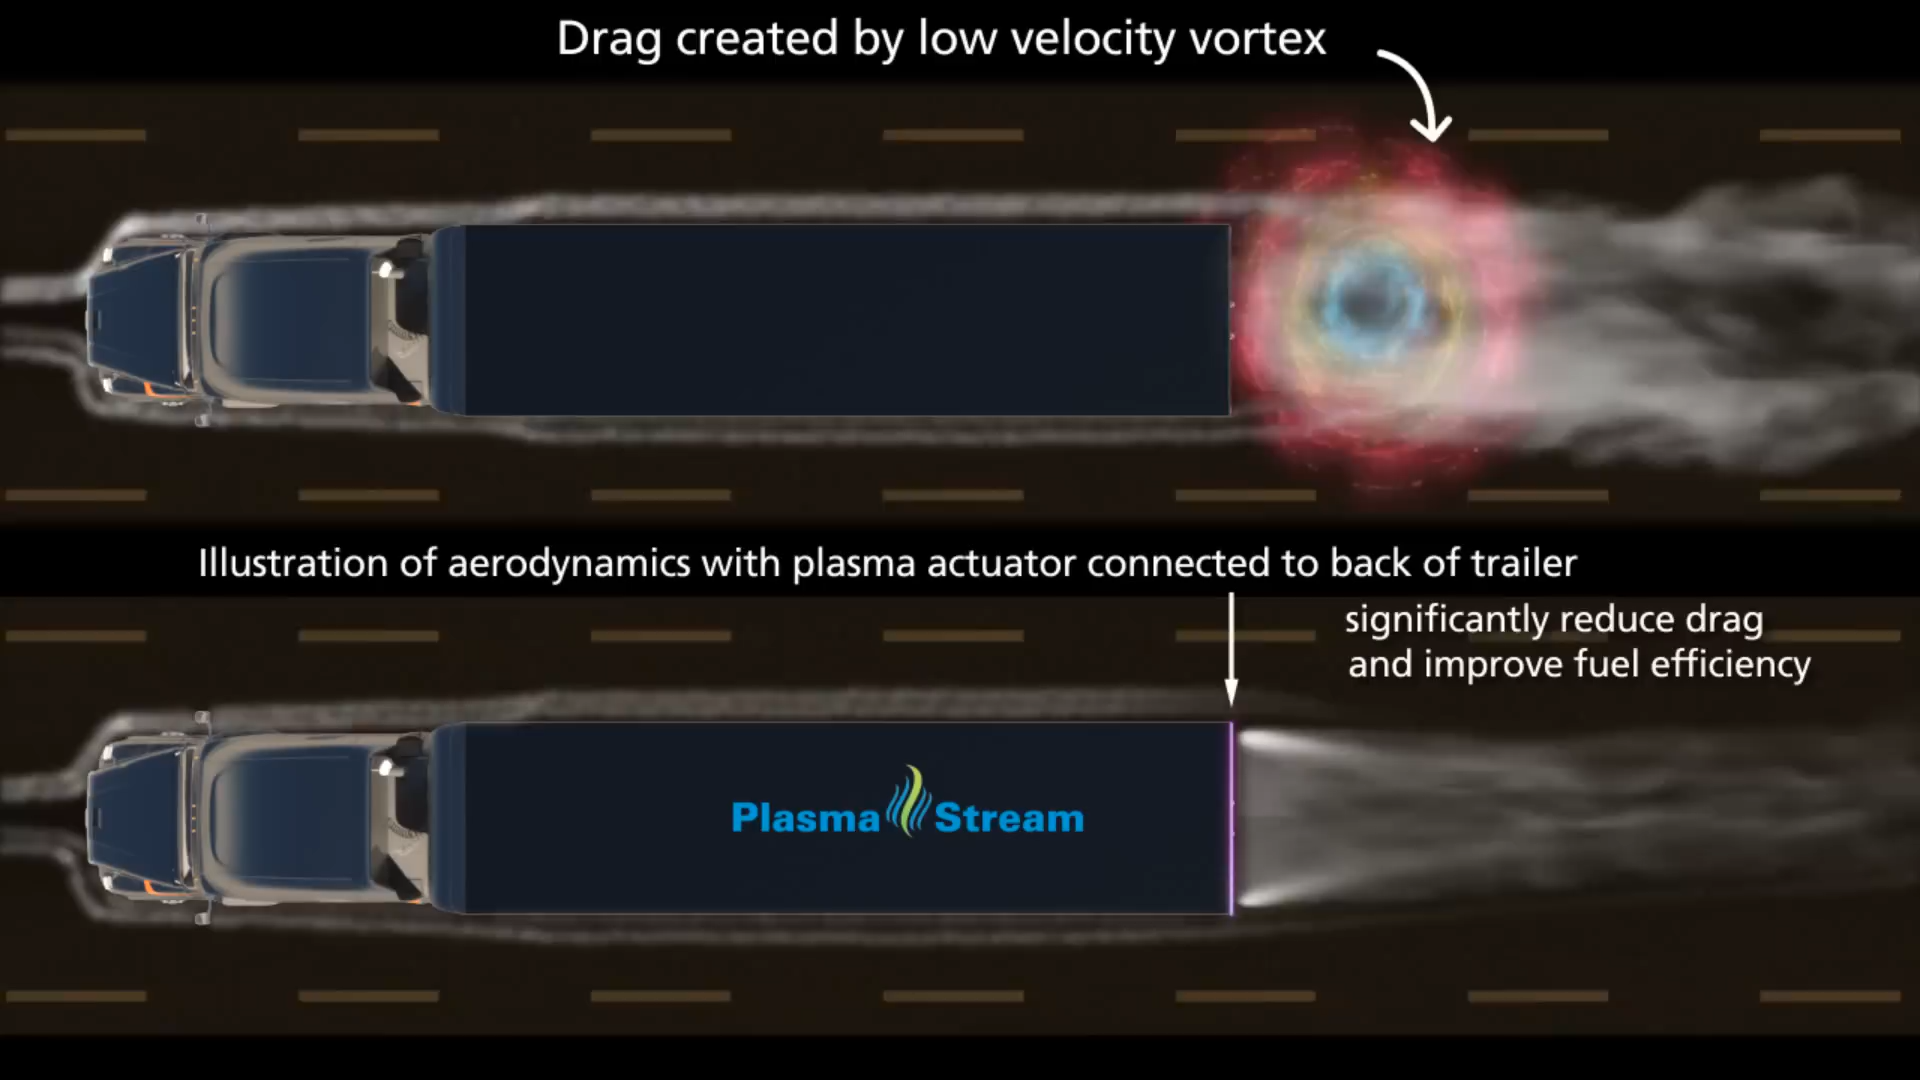 Drag created by low velocity vortex
Illustration of aerodynamics with plasma actuator connected to back of trailer
significantly reduce drag
and improve fuel efficiency
Plasma Stream